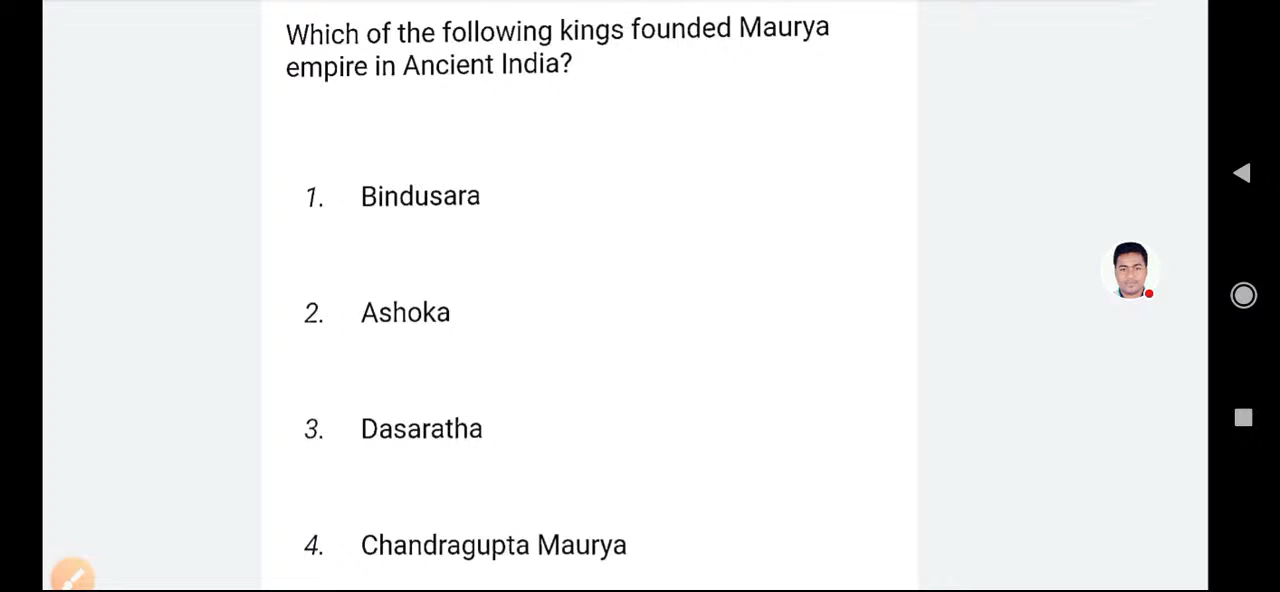 Which of the following kings founded Maurya
empire in Ancient India?
1. Bindusara
2. Ashoka
3. Dasaratha
4. Chandragupta Maurya